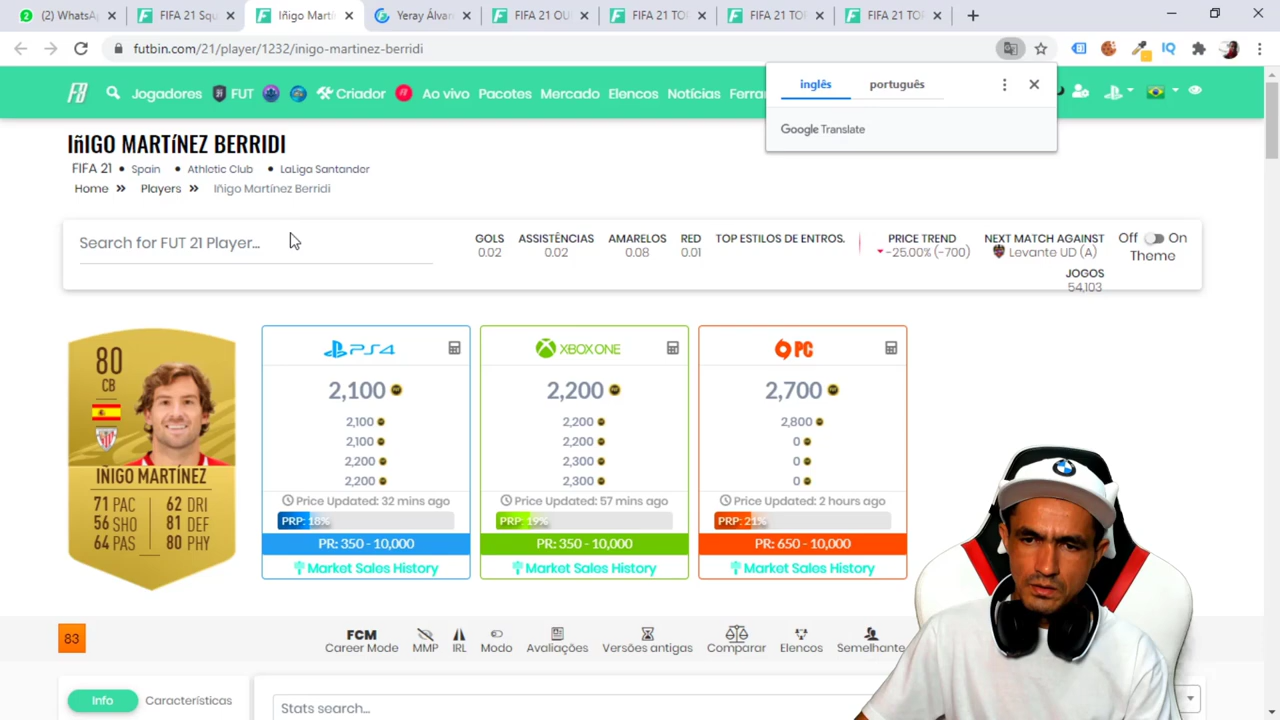 (2) WhatsA
FIFA 21 Squ
Iñigo Martí
Yeray Álvar
FIFA 21 OU
FIFA 21 TO
FIFA 21 TO
FIFA 21 TO
futbin.com/21/player/1232/inigo-martinez-berridi
IQ
inglês
português
Google Translate
Jogadores
FUT
Criador
Ao vivo
Pacotes
Mercado
Elencos
Notícias
Ferrar
IñIGO MARTíNEZ BERRIDI
FIFA 21 • Spain • Athletic Club • LaLiga Santander
Home » Players » Iñigo Martínez Berridi
Search for FUT 21 Player...
GOLS
0.02
ASSISTÊNCIAS
0.02
AMARELOS
0.08
RED
0.01
TOP ESTILOS DE ENTROS.
PRICE TREND
-25.00% (-700)
NEXT MATCH AGAINST
Levante UD (A)
JOGOS
54,103
Off On
Theme
80
CB
IÑIGO MARTÍNEZ
71 PAC 62 DRI
56 SHO 81 DEF
64 PAS 80 PHY
PS4
2,100
2,100
2,100
2,200
2,200
Price Updated: 32 mins ago
PRP: 18%
PR: 350 - 10,000
Market Sales History
XBOX ONE
2,200
2,200
2,200
2,300
2,300
Price Updated: 57 mins ago
PRP: 19%
PR: 350 - 10,000
Market Sales History
PC
2,700
2,800
0
0
0
Price Updated: 2 hours ago
PRP: 21%
PR: 650 - 10,000
Market Sales History
83
FCM
Career Mode
MMP
IRL
Modo
Avaliações
Versões antigas
Comparar
Elencos
Semelhante
Info
Características
Stats search...